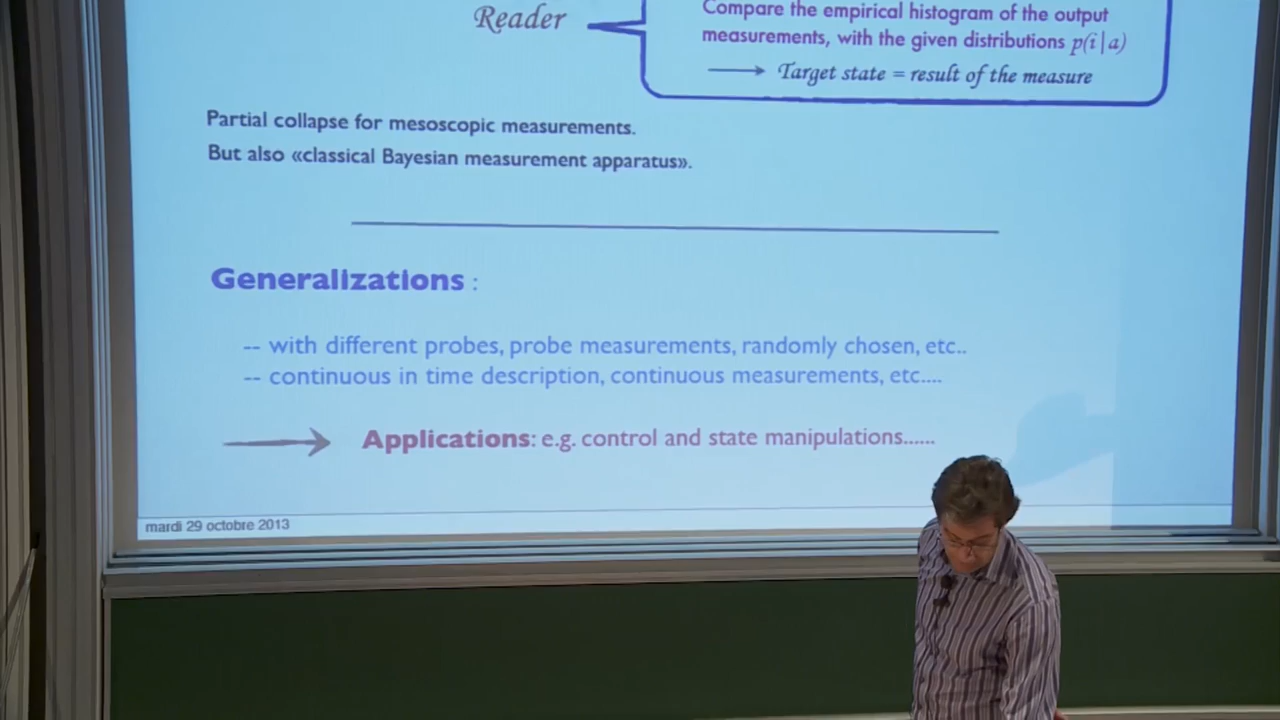 Compare the empirical histogram of the output
Reader
measurements, with the given distributions p(i|a)
⟶ Target state = result of the measure
Partial collapse for mesoscopic measurements.
But also «classical Bayesian measurement apparatus».
Generalizations :
-- with different probes, probe measurements, randomly chosen, etc..
-- continuous in time description, continuous measurements, etc....
Applications: e.g. control and state manipulations......
mardi 29 octobre 2013